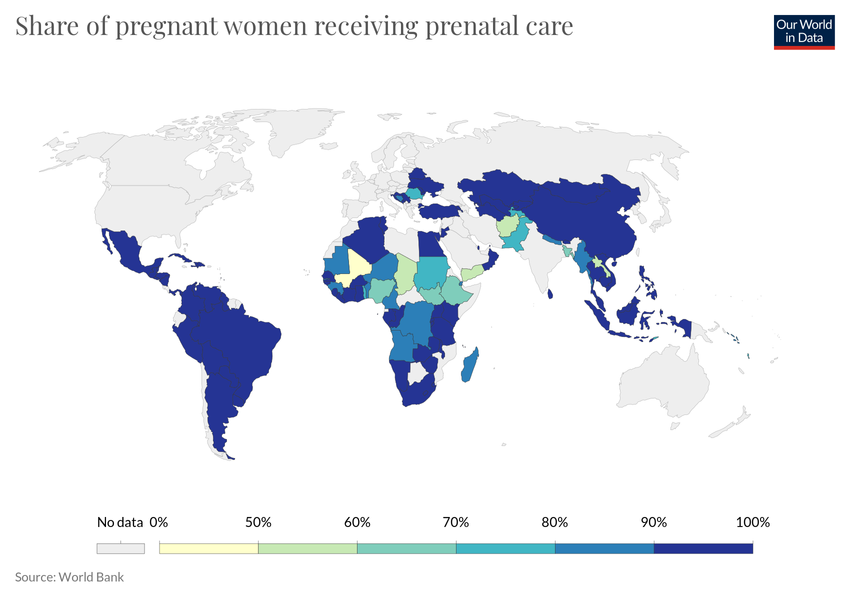 Share of pregnant women receiving prenatal care
Our World
in Data
No data 0% 50% 60% 70% 80% 90% 100%
Source: World Bank